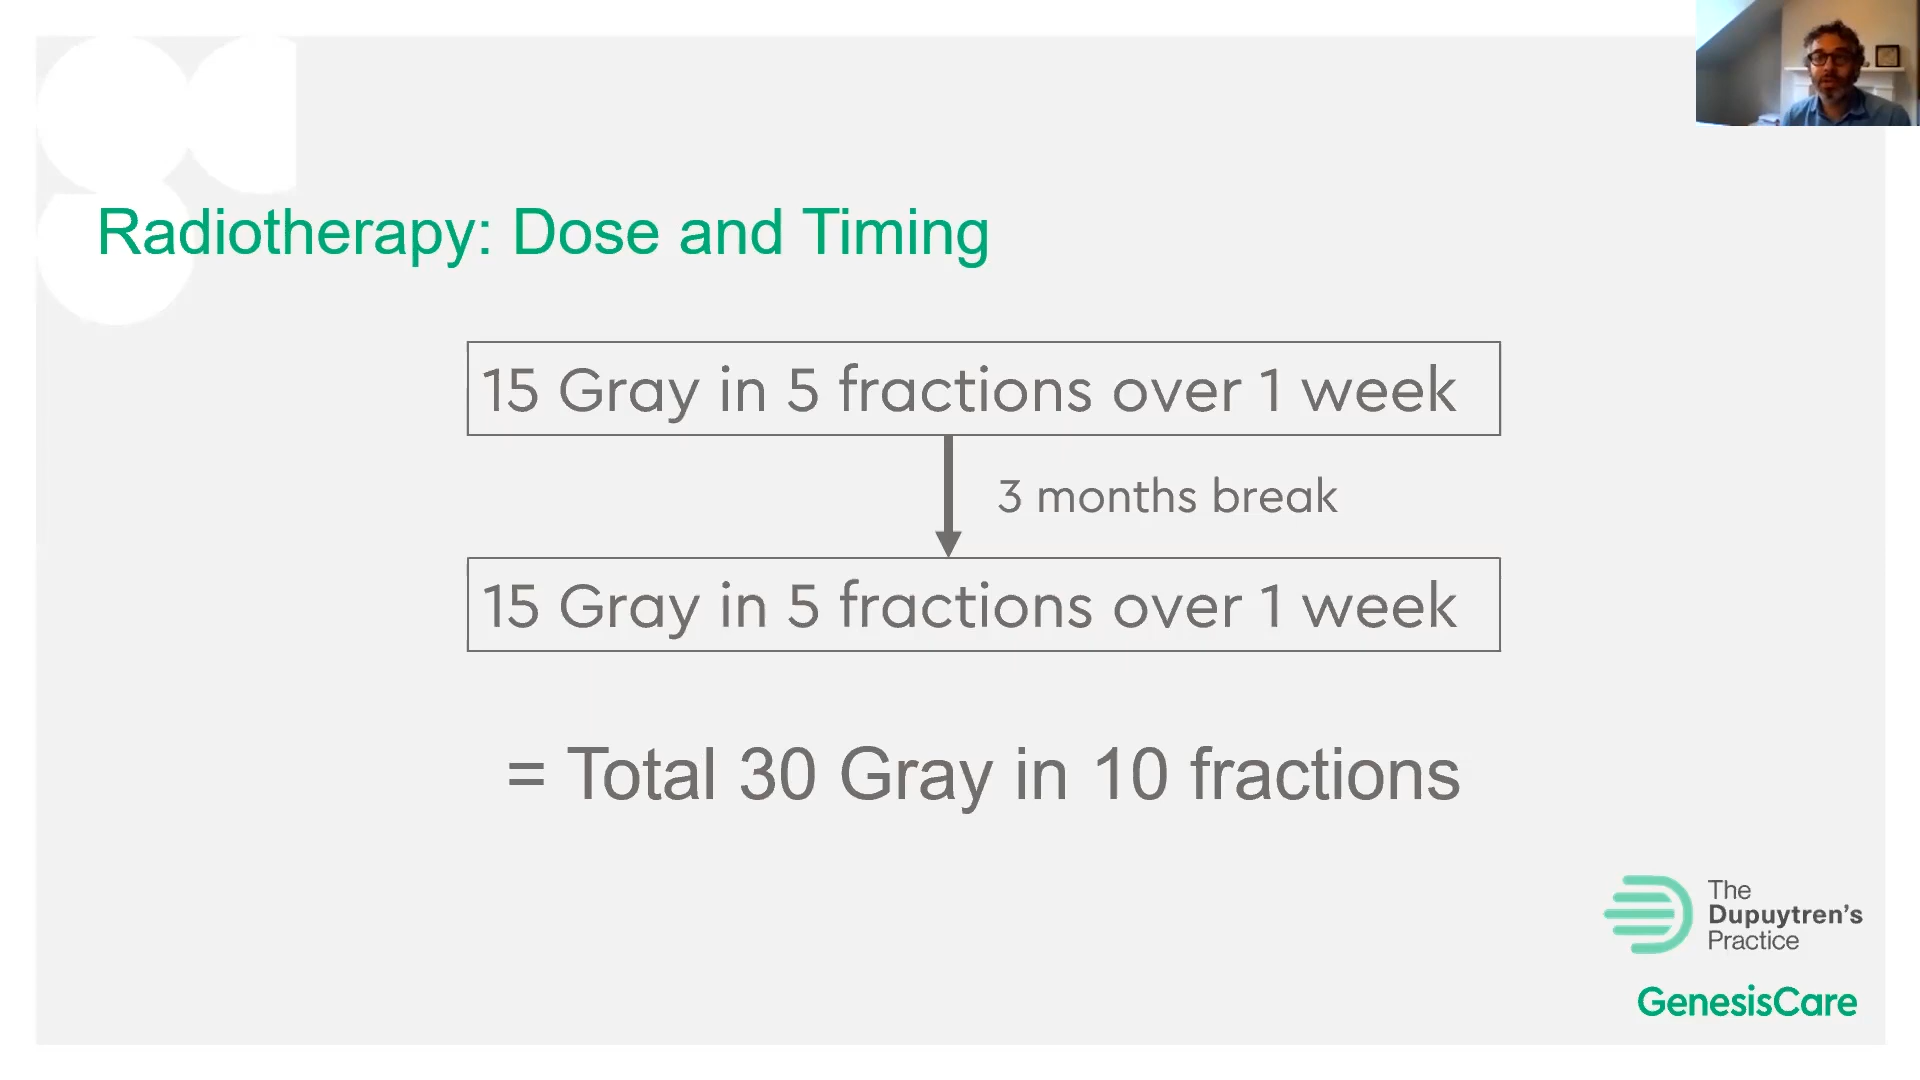 Radiotherapy: Dose and Timing
15 Gray in 5 fractions over 1 week
3 months break
15 Gray in 5 fractions over 1 week
= Total 30 Gray in 10 fractions
The
Dupuytren's
Practice
GenesisCare